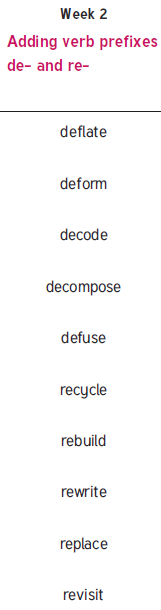 Week 2
Adding verb prefixes
de- and re-
deflate
deform
decode
decompose
defuse
recycle
rebuild
rewrite
replace
revisit